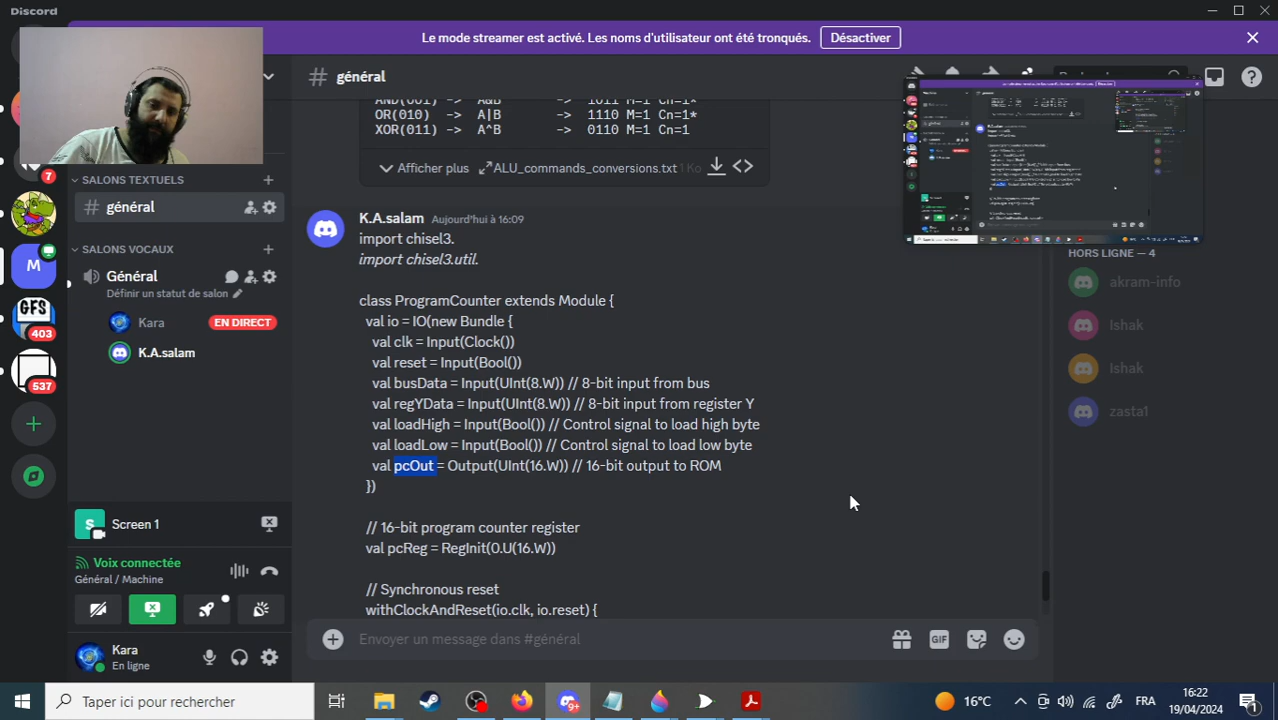 Discord
Le mode streamer est activé. Les noms d'utilisateur ont été tronqués.
Désactiver
général
AND(001) -> A&B -> 1011 M=1 Cn=1*
OR(010) -> A|B -> 1110 M=1 Cn=1*
XOR(011) -> A^B -> 0110 M=1 Cn=1
Afficher plus
ALU_commands_conversions.txt
1 Ko
7
SALONS TEXTUELS
général
SALONS VOCAUX
Général
Définir un statut de salon
Kara
EN DIRECT
K.A.salam
M
GFS
403
537
K.A.salam Aujourd'hui à 16:09
import chisel3.
import chisel3.util.
class ProgramCounter extends Module {
val io = IO(new Bundle {
val clk = Input(Clock())
val reset = Input(Bool())
val busData = Input(UInt(8.W)) // 8-bit input from bus
val regYData = Input(UInt(8.W)) // 8-bit input from register Y
val loadHigh = Input(Bool()) // Control signal to load high byte
val loadLow = Input(Bool()) // Control signal to load low byte
val pcOut = Output(UInt(16.W)) // 16-bit output to ROM
})
// 16-bit program counter register
val pcReg = RegInit(0.U(16.W))
// Synchronous reset
withClockAndReset(io.clk, io.reset) {
HORS LIGNE — 4
akram-info
Ishak
Ishak
zasta1
S
Screen 1
Voix connectée
Général / Machine
Kara
En ligne
Envoyer un message dans #général
GIF
Taper ici pour rechercher
9+
16°C
FRA
16:22
19/04/2024
1